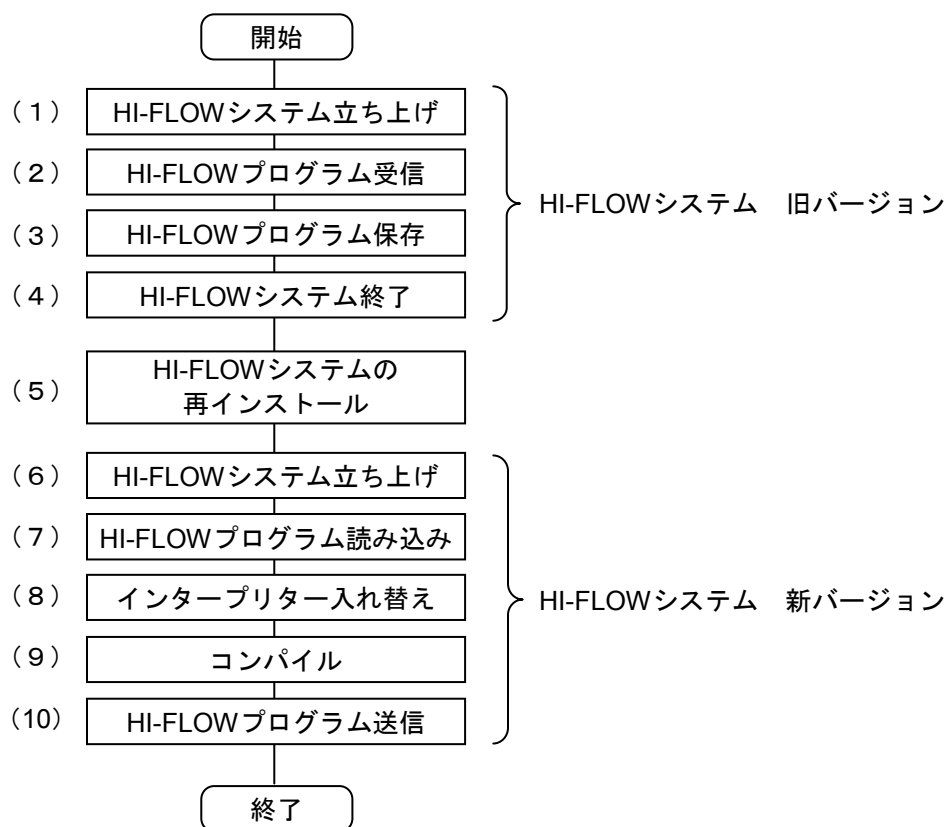 開始
（１） HI-FLOWシステム立ち上げ
（２） HI-FLOWプログラム受信
（３） HI-FLOWプログラム保存
（４） HI-FLOWシステム終了
HI-FLOWシステム　旧バージョン
（５） HI-FLOWシステムの
再インストール
（６） HI-FLOWシステム立ち上げ
（７） HI-FLOWプログラム読み込み
（８） インタープリター入れ替え
（９） コンパイル
（10） HI-FLOWプログラム送信
HI-FLOWシステム　新バージョン
終了